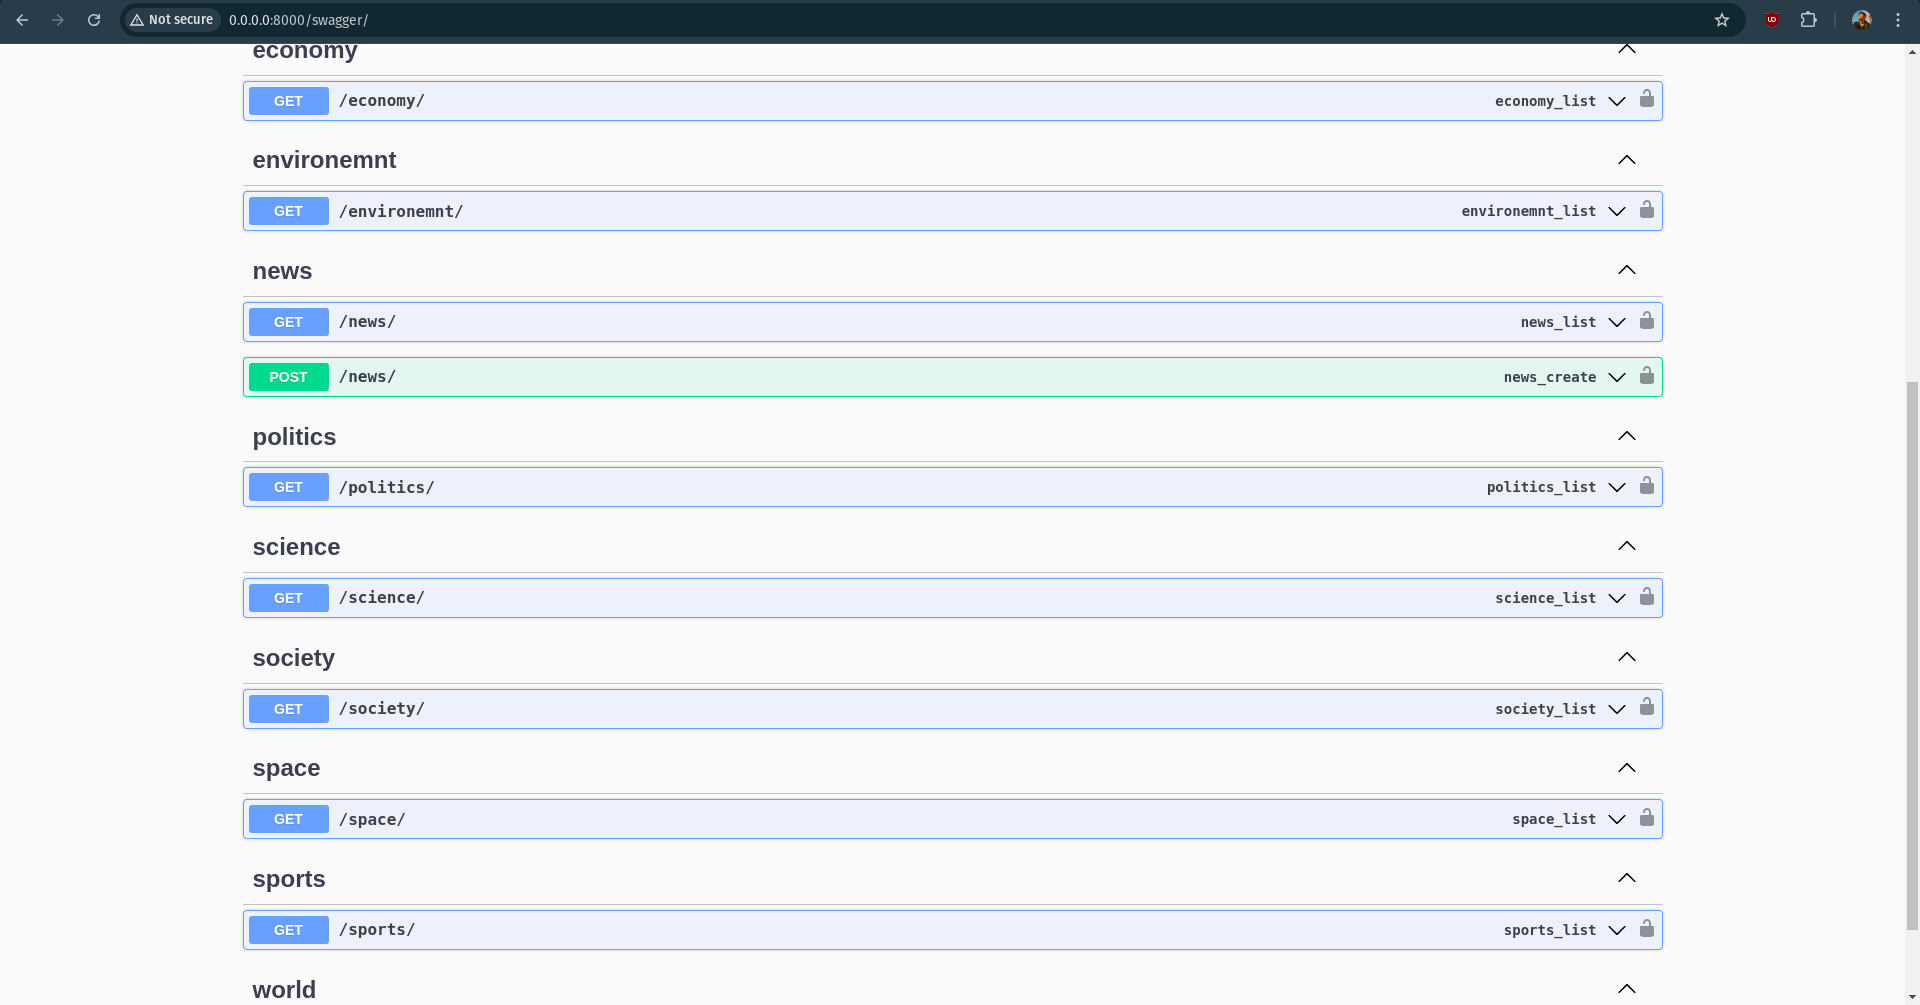 Not secure 0.0.0.0:8000/swagger/
economy
GET /economy/ economy_list
environemnt
GET /environemnt/ environemnt_list
news
GET /news/ news_list
POST /news/ news_create
politics
GET /politics/ politics_list
science
GET /science/ science_list
society
GET /society/ society_list
space
GET /space/ space_list
sports
GET /sports/ sports_list
world